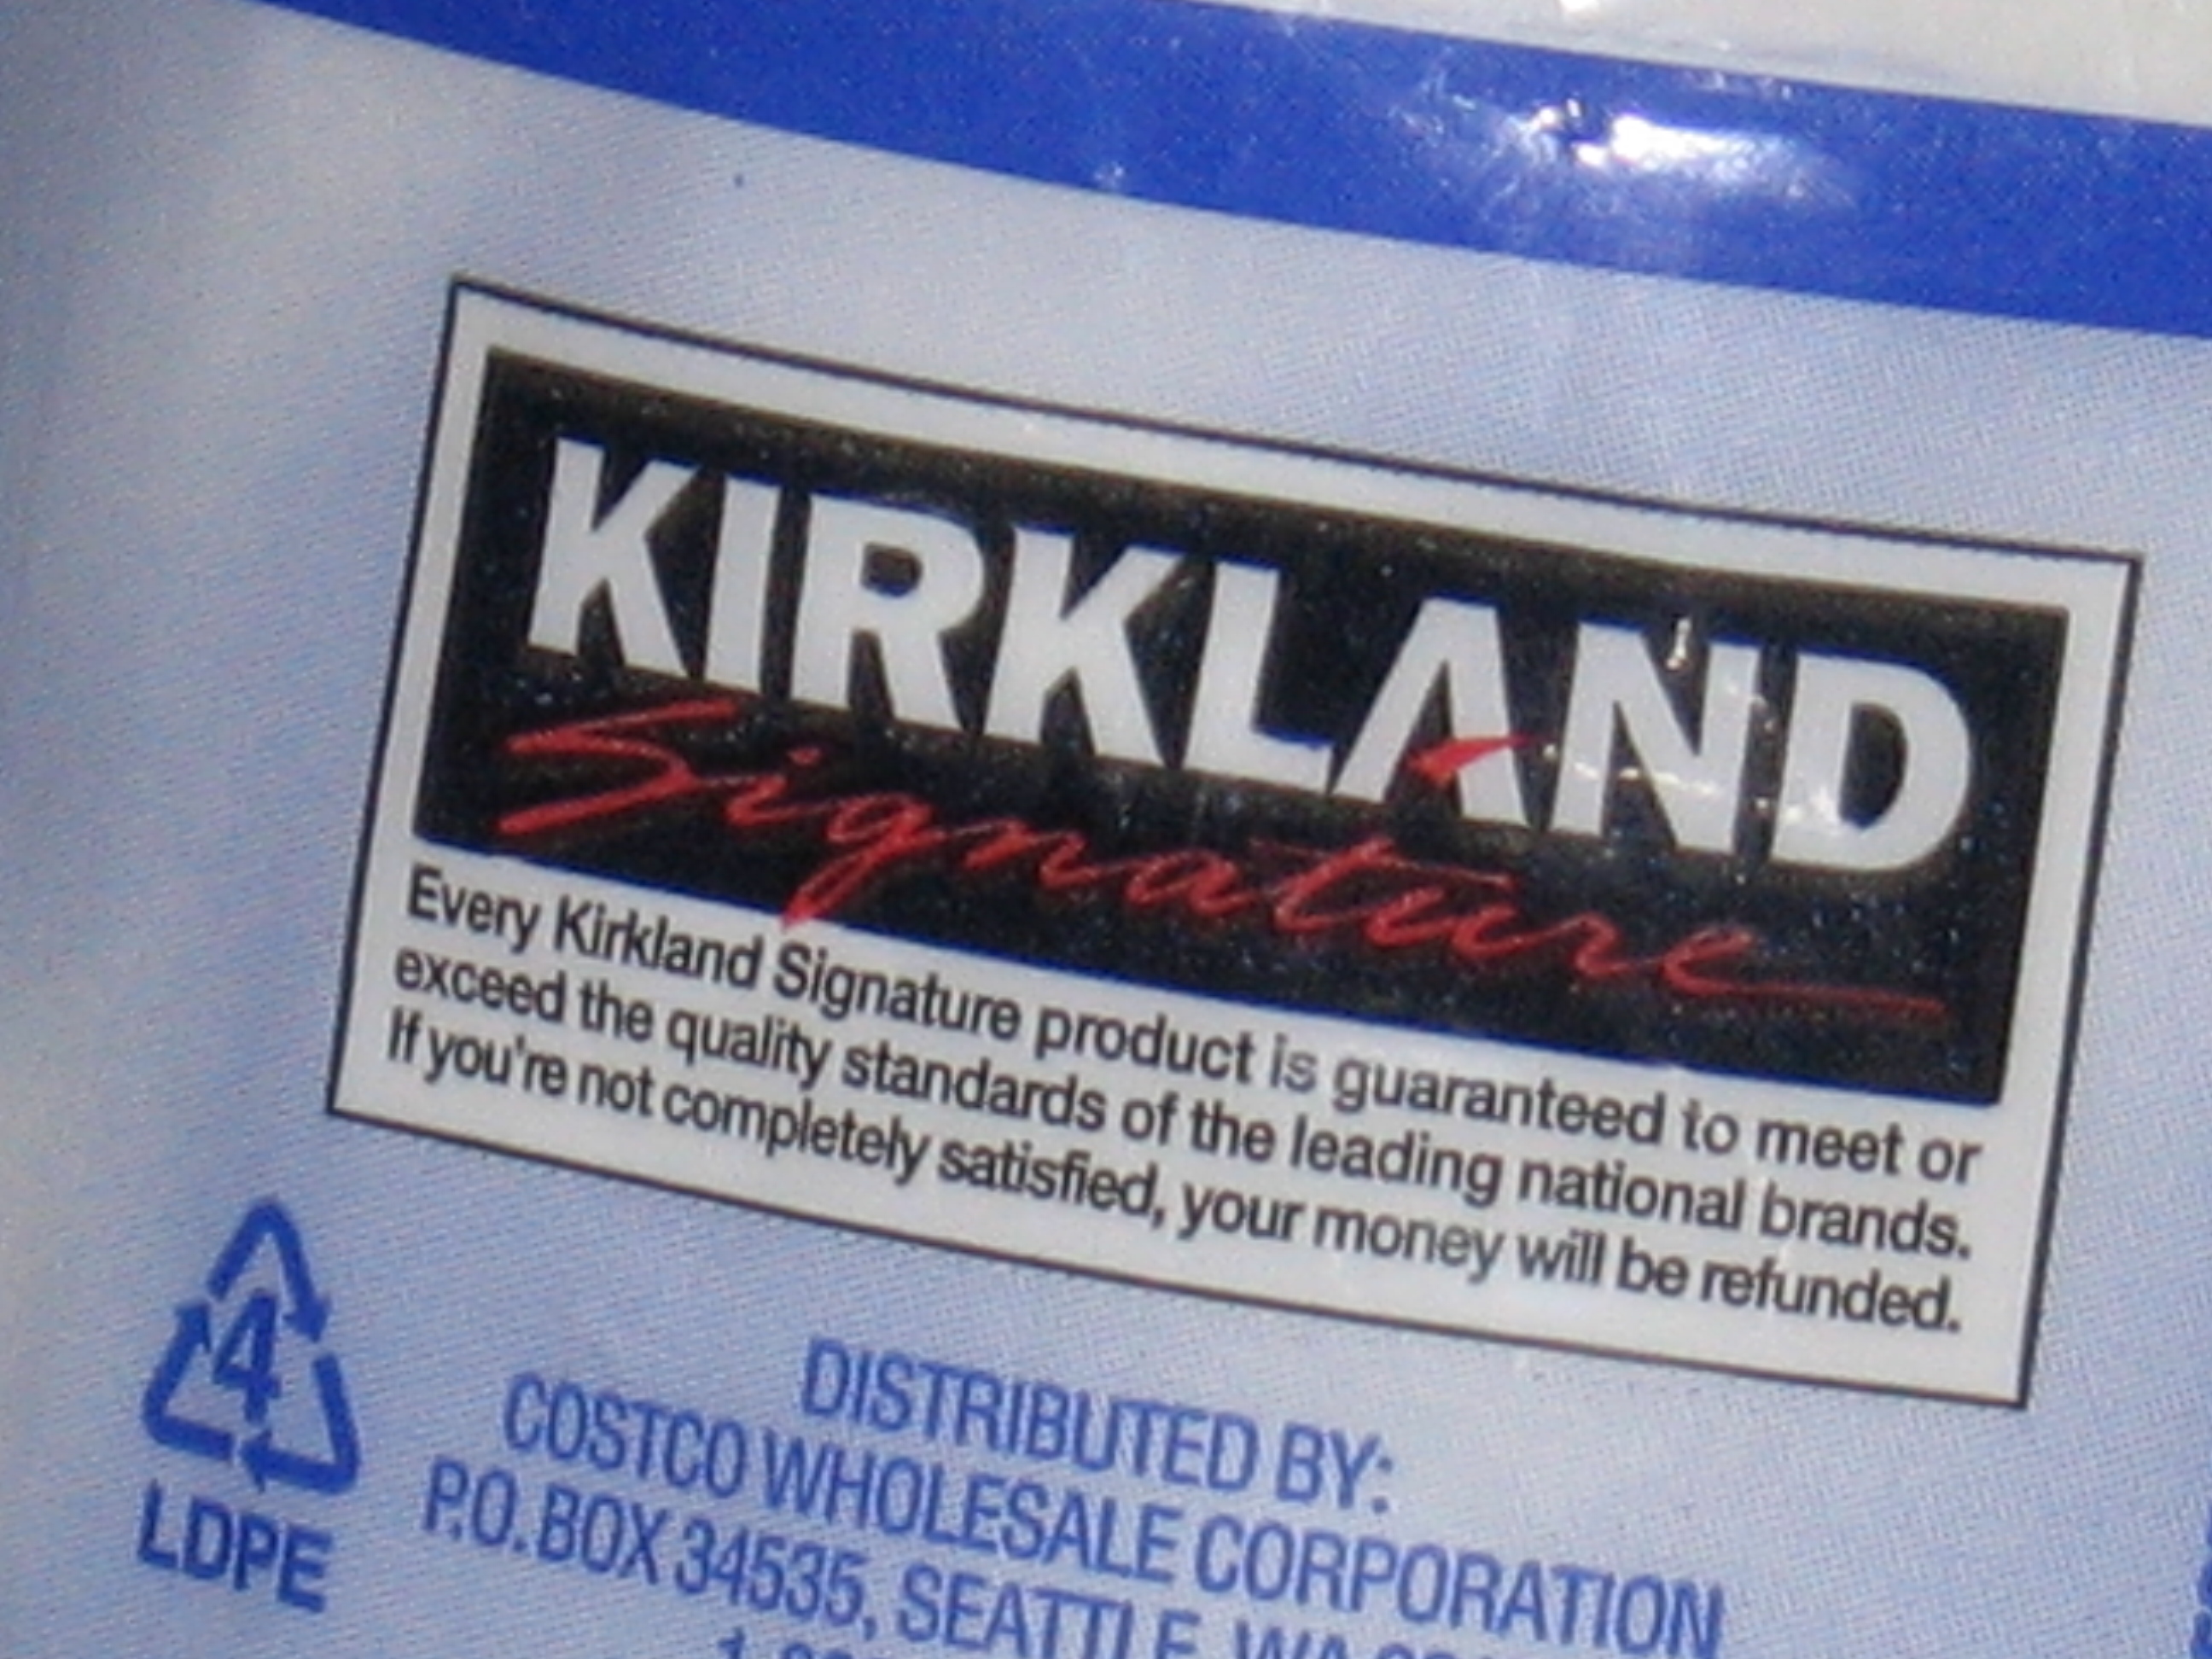 KIRKLAND
Signature
Every Kirkland Signature product is guaranteed to meet or
exceed the quality standards of the leading national brands.
If you're not completely satisfied, your money will be refunded.
4
LDPE
DISTRIBUTED BY:
COSTCO WHOLESALE CORPORATION
P.O. BOX 34535, SEATTLE, WA